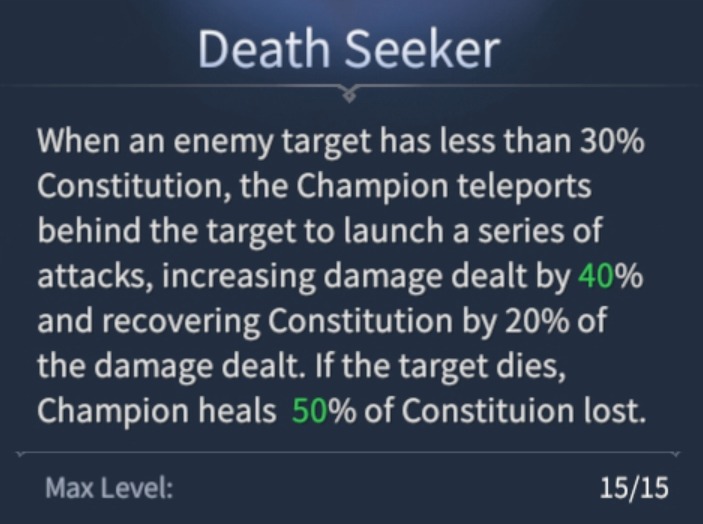 Death Seeker
When an enemy target has less than 30%
Constitution, the Champion teleports
behind the target to launch a series of
attacks, increasing damage dealt by 40%
and recovering Constitution by 20% of
the damage dealt. If the target dies,
Champion heals 50% of Constituion lost.
Max Level: 15/15